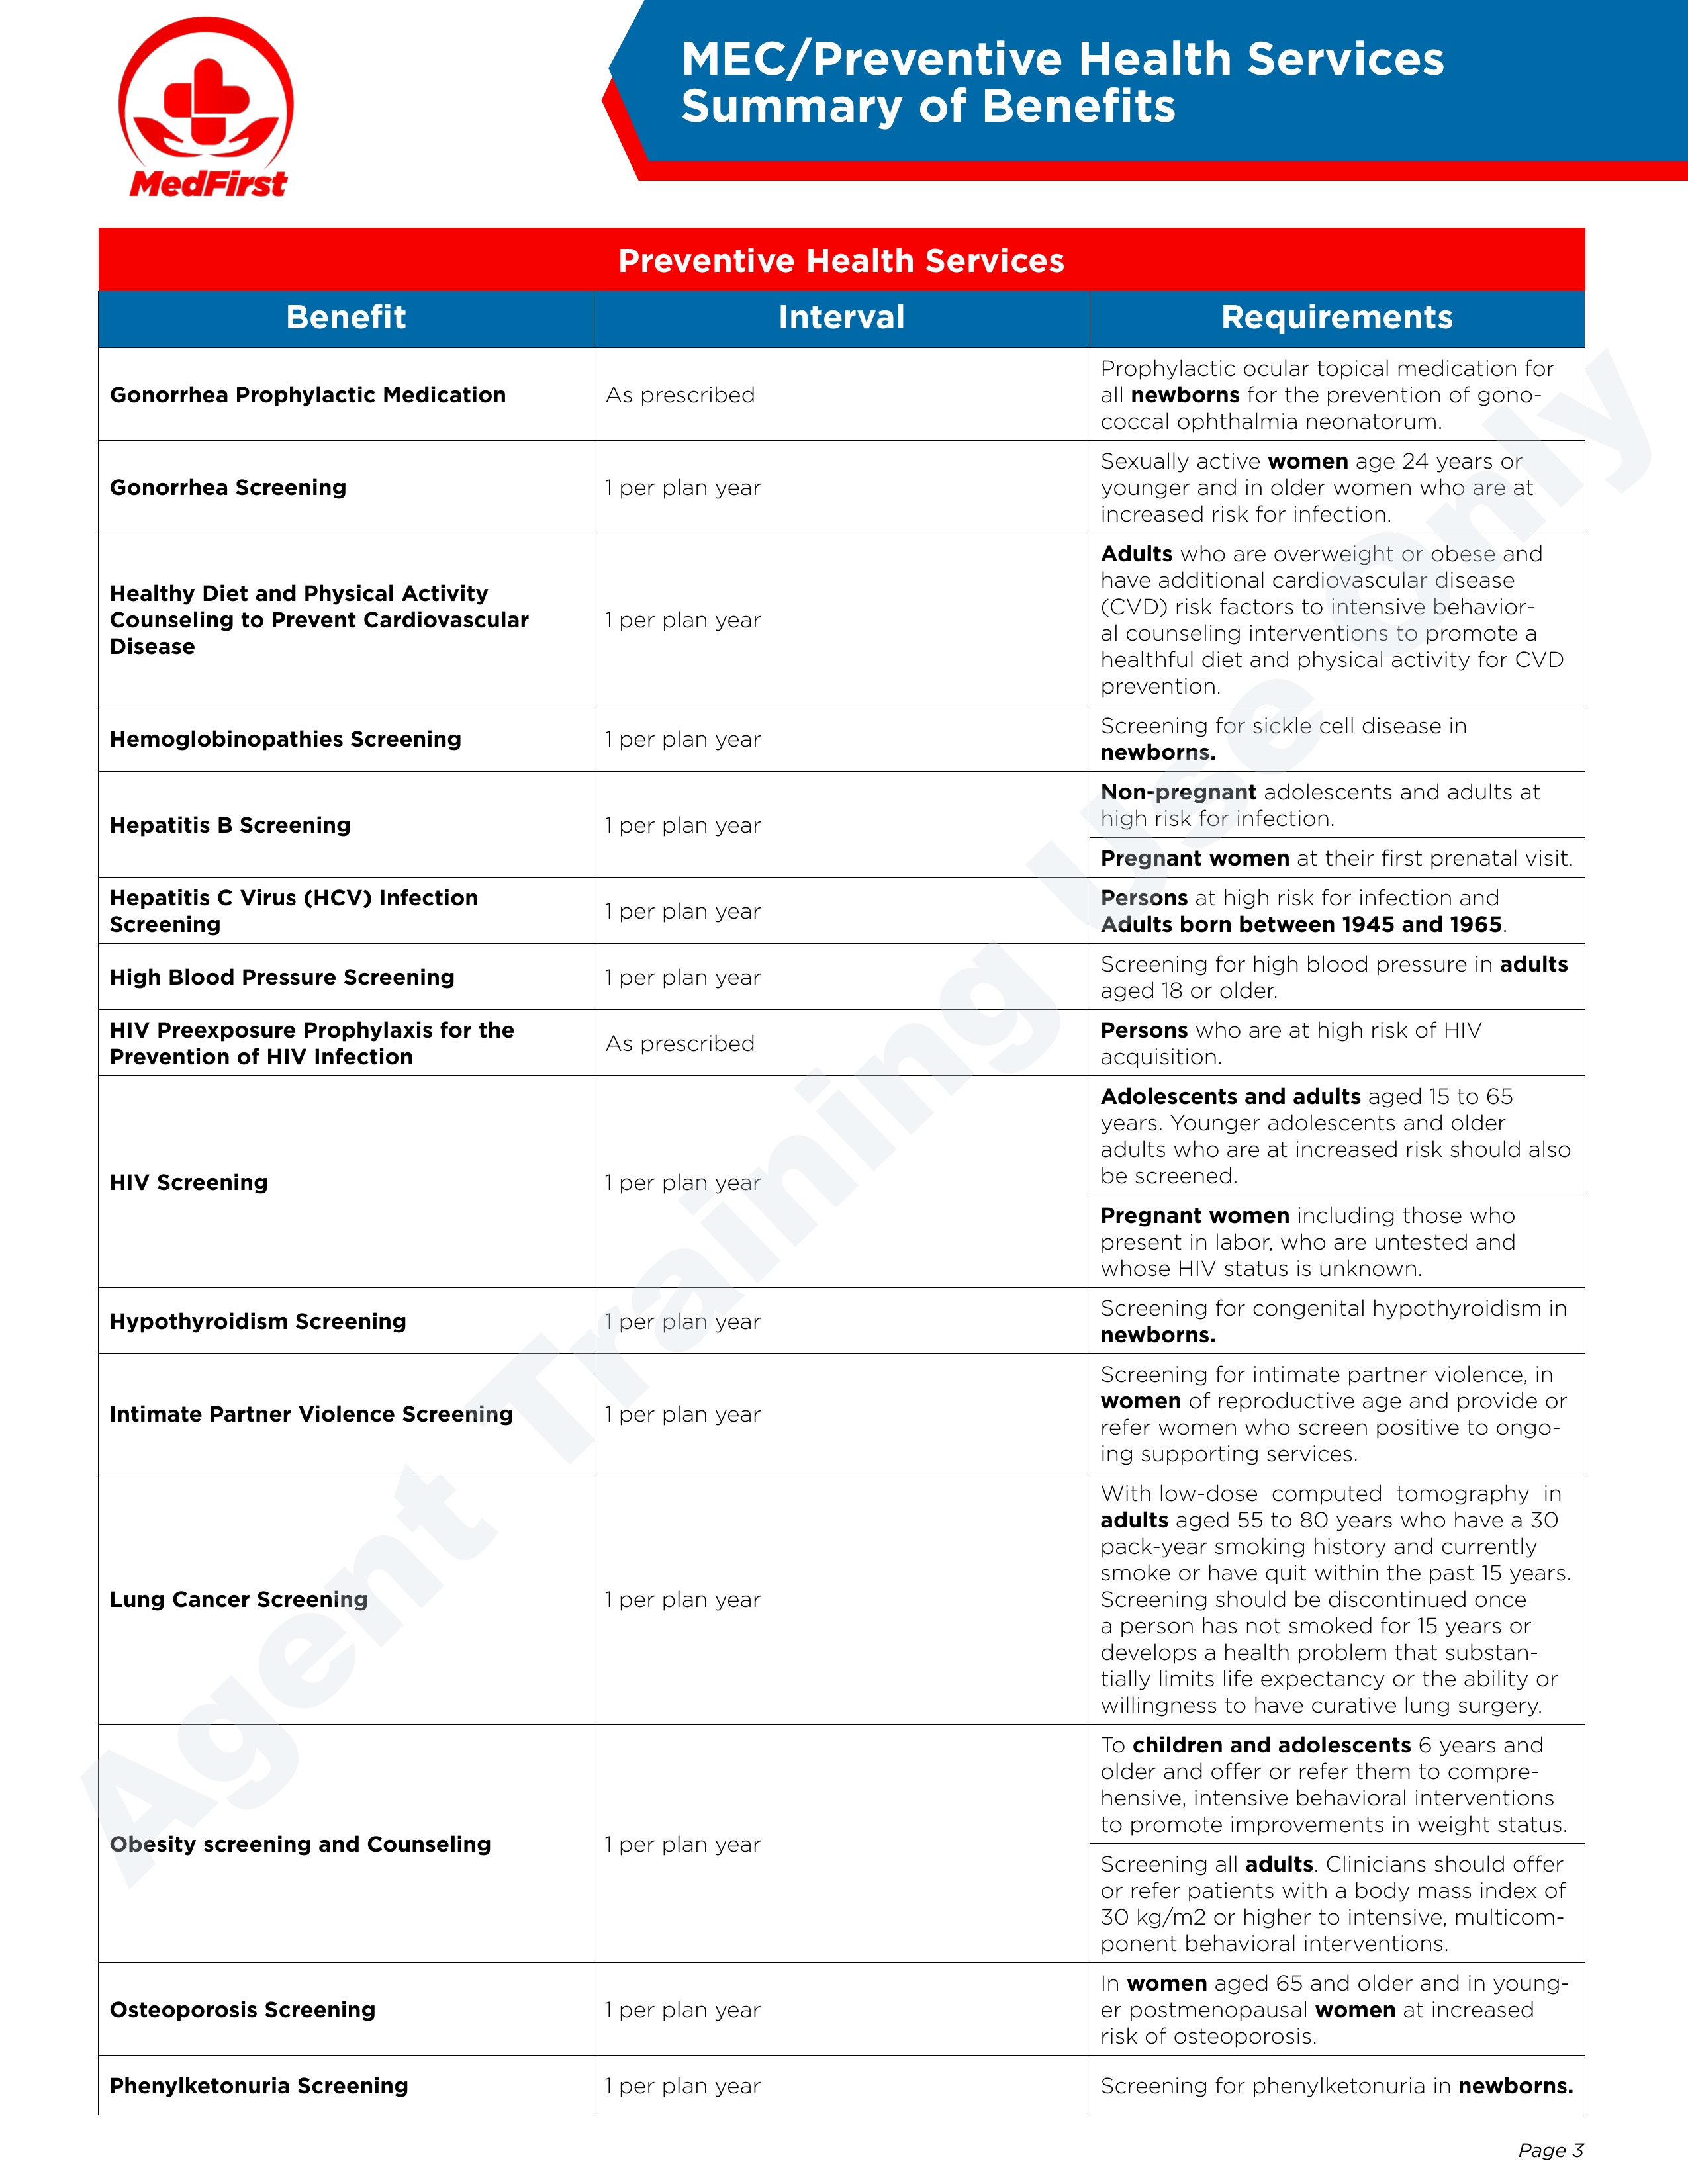 MedFirst
MEC/Preventive Health Services
Summary of Benefits
Preventive Health Services
Benefit
Interval
Requirements
Gonorrhea Prophylactic Medication
As prescribed
Prophylactic ocular topical medication for
all newborns for the prevention of gono-
coccal ophthalmia neonatorum.
Gonorrhea Screening
1 per plan year
Sexually active women age 24 years or
younger and in older women who are at
increased risk for infection.
Healthy Diet and Physical Activity
Counseling to Prevent Cardiovascular
Disease
1 per plan year
Adults who are overweight or obese and
have additional cardiovascular disease
(CVD) risk factors to intensive behavior-
al counseling interventions to promote a
healthful diet and physical activity for CVD
prevention.
Hemoglobinopathies Screening
1 per plan year
Screening for sickle cell disease in
newborns.
Hepatitis B Screening
1 per plan year
Non-pregnant adolescents and adults at
high risk for infection.
Pregnant women at their first prenatal visit.
Hepatitis C Virus (HCV) Infection
Screening
1 per plan year
Persons at high risk for infection and
Adults born between 1945 and 1965.
High Blood Pressure Screening
1 per plan year
Screening for high blood pressure in adults
aged 18 or older.
HIV Preexposure Prophylaxis for the
Prevention of HIV Infection
As prescribed
Persons who are at high risk of HIV
acquisition.
HIV Screening
1 per plan year
Adolescents and adults aged 15 to 65
years. Younger adolescents and older
adults who are at increased risk should also
be screened.
Pregnant women including those who
present in labor, who are untested and
whose HIV status is unknown.
Hypothyroidism Screening
1 per plan year
Screening for congenital hypothyroidism in
newborns.
Intimate Partner Violence Screening
1 per plan year
Screening for intimate partner violence, in
women of reproductive age and provide or
refer women who screen positive to ongo-
ing supporting services.
Lung Cancer Screening
1 per plan year
With low-dose computed tomography in
adults aged 55 to 80 years who have a 30
pack-year smoking history and currently
smoke or have quit within the past 15 years.
Screening should be discontinued once
a person has not smoked for 15 years or
develops a health problem that substan-
tially limits life expectancy or the ability or
willingness to have curative lung surgery.
Obesity screening and Counseling
1 per plan year
To children and adolescents 6 years and
older and offer or refer them to compre-
hensive, intensive behavioral interventions
to promote improvements in weight status.
Screening all adults. Clinicians should offer
or refer patients with a body mass index of
30 kg/m2 or higher to intensive, multicom-
ponent behavioral interventions.
Osteoporosis Screening
1 per plan year
In women aged 65 and older and in young-
er postmenopausal women at increased
risk of osteoporosis.
Phenylketonuria Screening
1 per plan year
Screening for phenylketonuria in newborns.
Agent Training Use Only
Page 3